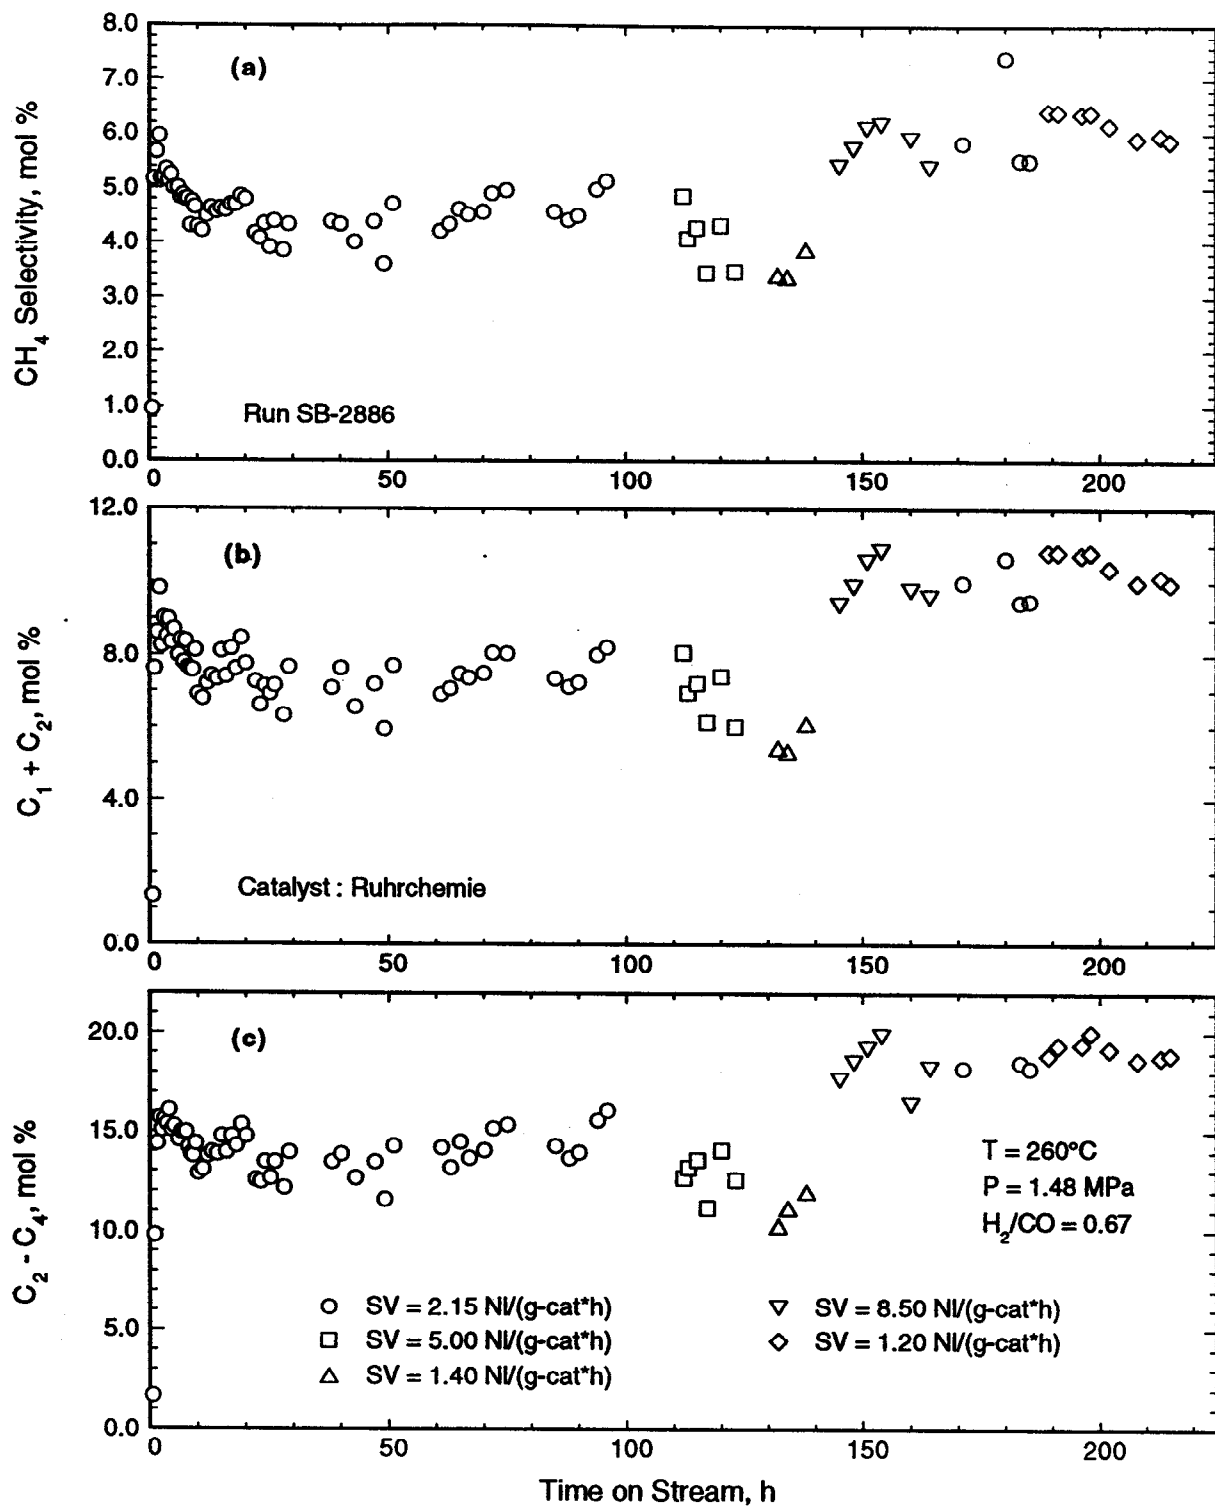 8.0
(a)
7.0
6.0
5.0
4.0
3.0
2.0
1.0
0.0
CH4 Selectivity, mol %
Run SB-2886
0 50 100 150 200
12.0
(b)
8.0
4.0
0.0
C1 + C2, mol %
Catalyst : Ruhrchemie
0 50 100 150 200
(c)
20.0
15.0
10.0
5.0
0.0
C2 - C4, mol %
T = 260°C
P = 1.48 MPa
H2/CO = 0.67
SV = 2.15 Nl/(g-cat*h)
SV = 5.00 Nl/(g-cat*h)
SV = 1.40 Nl/(g-cat*h)
SV = 8.50 Nl/(g-cat*h)
SV = 1.20 Nl/(g-cat*h)
0 50 100 150 200
Time on Stream, h